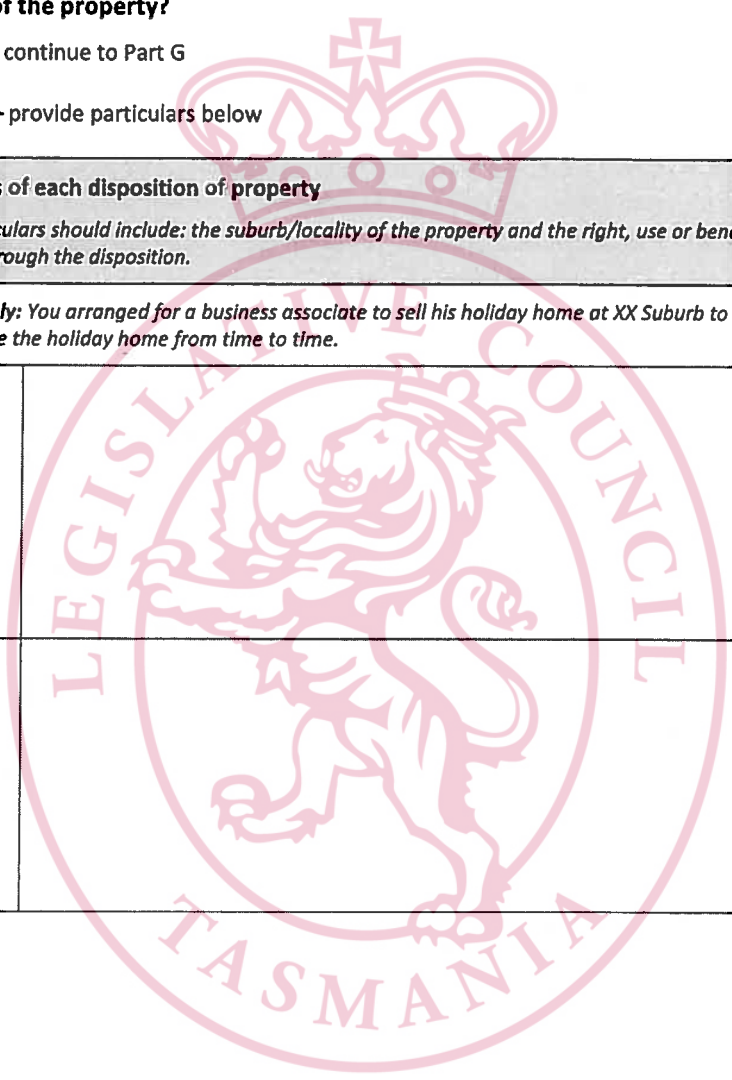 of the property?
continue to Part G
- provide particulars below
s of each disposition of property
culars should include: the suburb/locality of the property and the right, use or bene
rough the disposition.
ly: You arranged for a business associate to sell his holiday home at XX Suburb to
e the holiday home from time to time.
LEGISLATIVE COUNCIL
TASMANIA